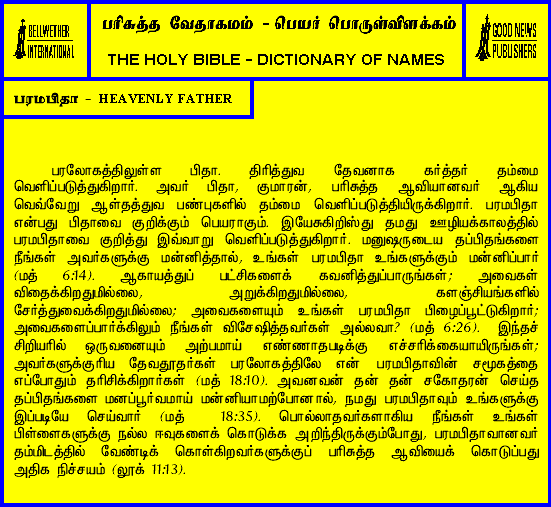 BELLWETHER
INTERNATIONAL
பரிசுத்த வேதாகமம் - பெயர் பொருள்விளக்கம்
THE HOLY BIBLE - DICTIONARY OF NAMES
GOOD NEWS
PUBLISHERS
பரமபிதா - HEAVENLY FATHER
பரலோகத்திலுள்ள பிதா. திரித்துவ தேவனாக கர்த்தர் தம்மை
வெளிப்படுத்துகிறார். அவர் பிதா, குமாரன், பரிசுத்த ஆவியானவர் ஆகிய
வெவ்வேறு ஆள்தத்துவ பண்புகளில் தம்மை வெளிப்படுத்தியிருக்கிறார். பரமபிதா
என்பது பிதாவை குறிக்கும் பெயராகும். இயேசுகிறிஸ்து தமது ஊழியக்காலத்தில்
பரமபிதாவை குறித்து இவ்வாறு வெளிப்படுத்துகிறார். மனுஷருடைய தப்பிதங்களை
நீங்கள் அவர்களுக்கு மன்னித்தால், உங்கள் பரமபிதா உங்களுக்கும் மன்னிப்பார்
(மத் 6:14). ஆகாயத்துப் பட்சிகளைக் கவனித்துப்பாருங்கள்; அவைகள்
விதைக்கிறதுமில்லை, அறுக்கிறதுமில்லை, களஞ்சியங்களில்
சேர்த்துவைக்கிறதுமில்லை; அவைகளையும் உங்கள் பரமபிதா பிழைப்பூட்டுகிறார்;
அவைகளைப்பார்க்கிலும் நீங்கள் விசேஷித்தவர்கள் அல்லவா? (மத் 6:26). இந்தச்
சிறியரில் ஒருவனையும் அற்பமாய் எண்ணாதபடிக்கு எச்சரிக்கையாயிருங்கள்;
அவர்களுக்குரிய தேவதூதர்கள் பரலோகத்திலே என் பரமபிதாவின் சமூகத்தை
எப்போதும் தரிசிக்கிறார்கள் (மத் 18:10). அவனவன் தன் தன் சகோதரன் செய்த
தப்பிதங்களை மனப்பூர்வமாய் மன்னியாமற்போனால், நமது பரமபிதாவும் உங்களுக்கு
இப்படியே செய்வார் (மத் 18:35). பொல்லாதவர்களாகிய நீங்கள் உங்கள்
பிள்ளைகளுக்கு நல்ல ஈவுகளைக் கொடுக்க அறிந்திருக்கும்போது, பரமபிதாவானவர்
தம்மிடத்தில் வேண்டிக் கொள்கிறவர்களுக்குப் பரிசுத்த ஆவியைக் கொடுப்பது
அதிக நிச்சயம் (லூக் 11:13).